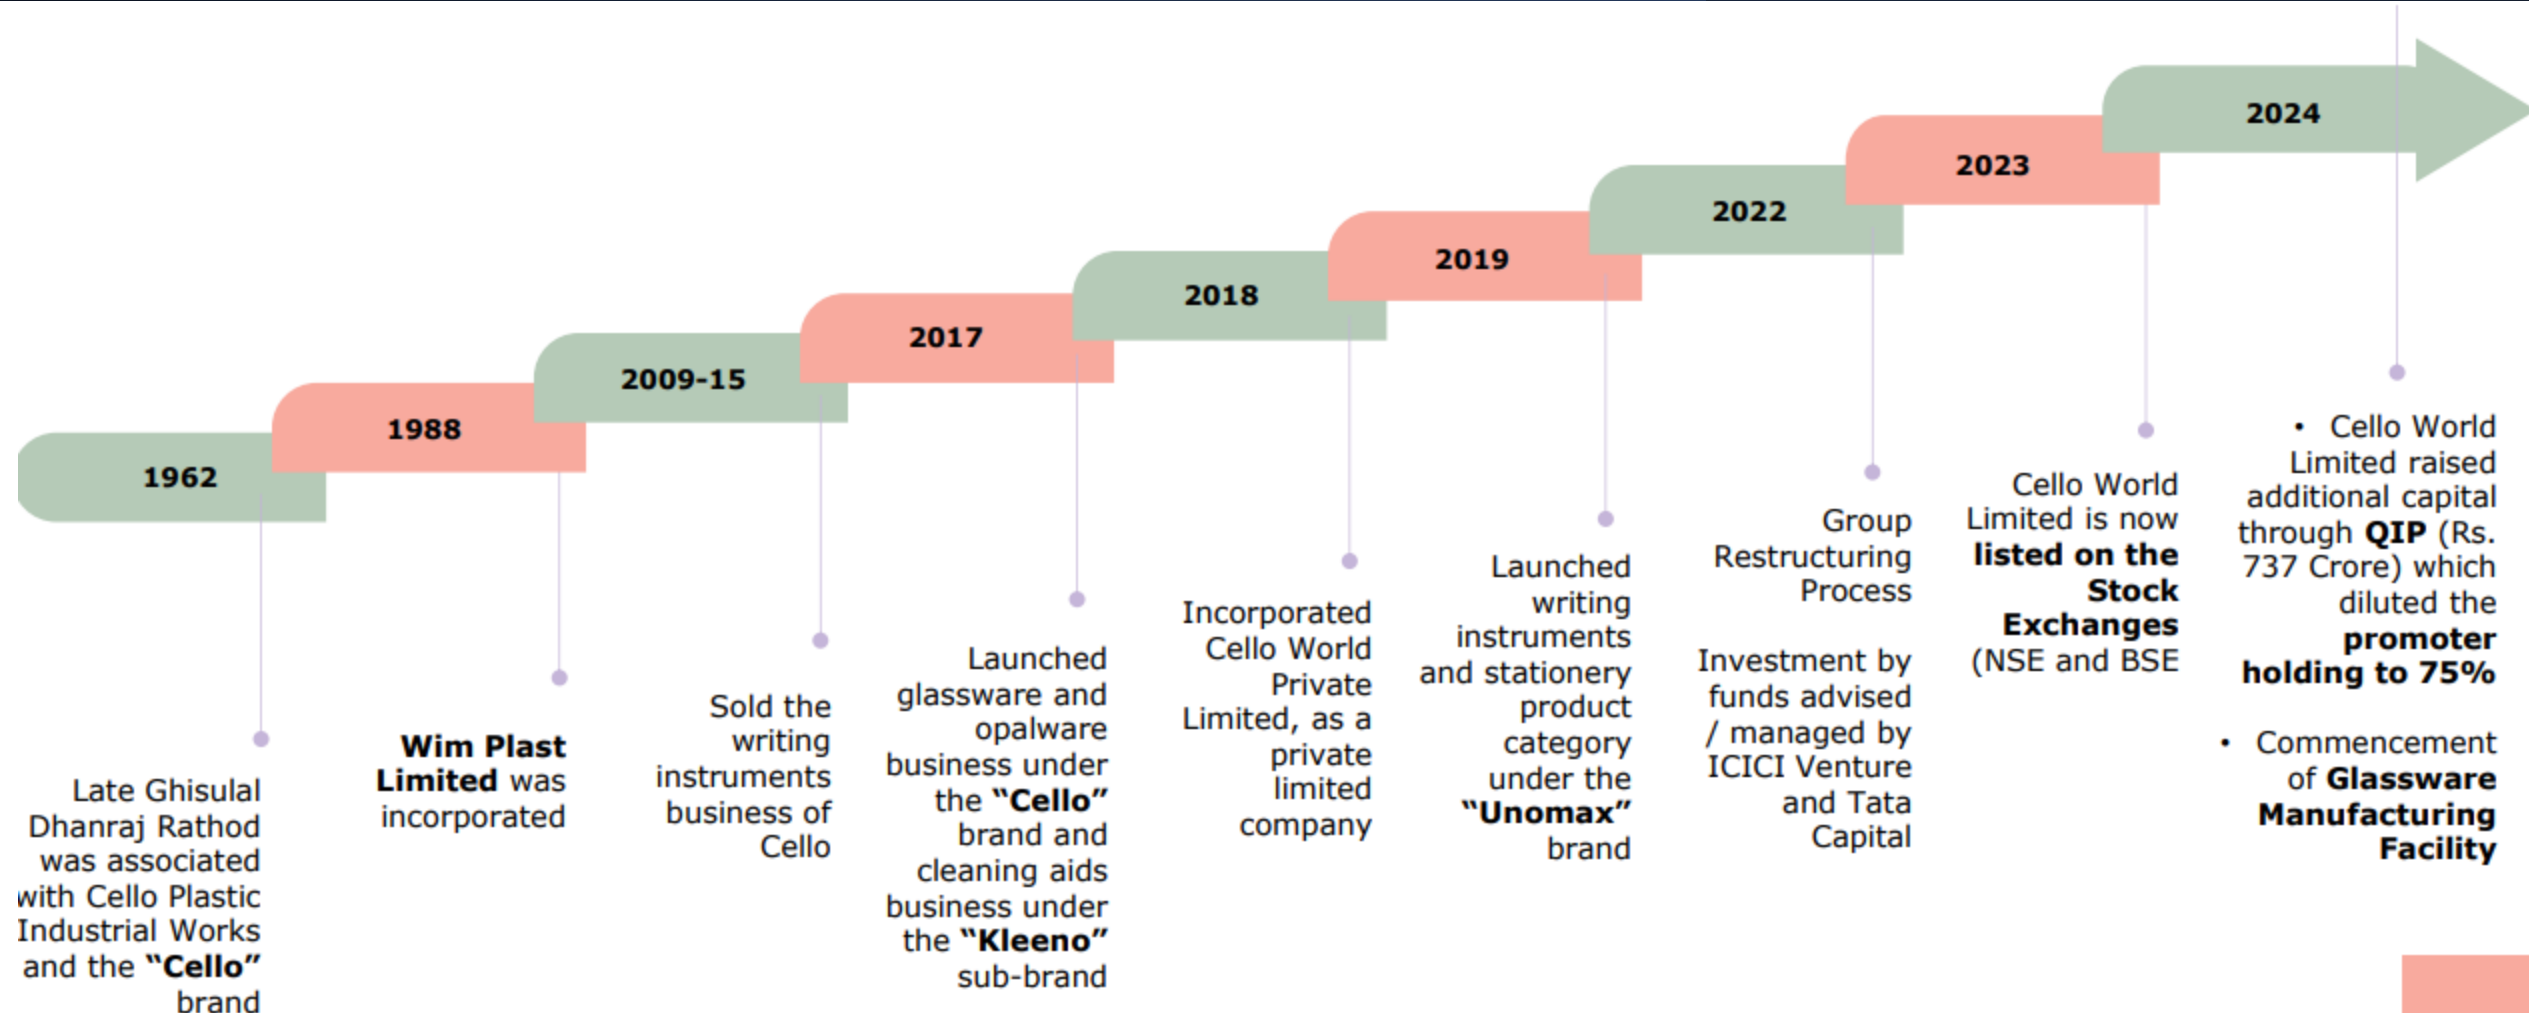 1962
Late Ghisulal
Dhanraj Rathod
was associated
with Cello Plastic
Industrial Works
and the “Cello”
brand
1988
Wim Plast
Limited was
incorporated
2009-15
Sold the
writing
instruments
business of
Cello
2017
Launched
glassware and
opalware
business under
the “Cello”
brand and
cleaning aids
business under
the “Kleeno”
sub-brand
2018
Incorporated
Cello World
Private
Limited, as a
private
limited
company
2019
Launched
writing
instruments
and stationery
product
category
under the
“Unomax”
brand
2022
Group
Restructuring
Process
Investment by
funds advised
/ managed by
ICICI Venture
and Tata
Capital
2023
Cello World
Limited is now
listed on the
Stock
Exchanges
(NSE and BSE
2024
• Cello World
Limited raised
additional capital
through QIP (Rs.
737 Crore) which
diluted the
promoter
holding to 75%
• Commencement
of Glassware
Manufacturing
Facility